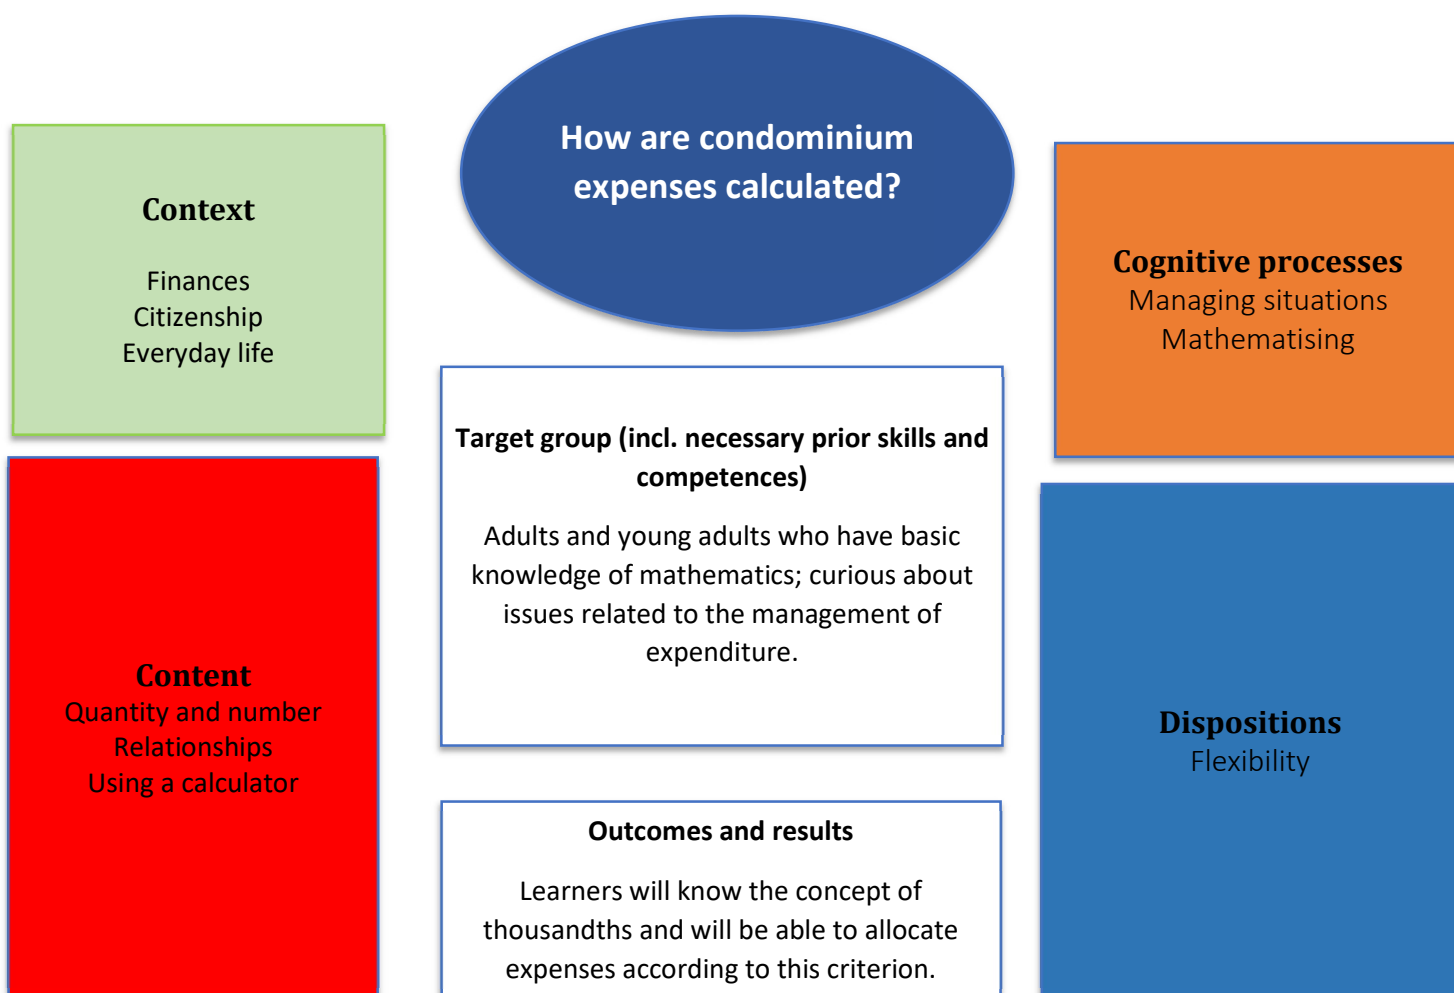 How are condominium
expenses calculated?
Context
Finances
Citizenship
Everyday life
Cognitive processes
Managing situations
Mathematising
Target group (incl. necessary prior skills and
competences)
Adults and young adults who have basic
knowledge of mathematics; curious about
issues related to the management of
expenditure.
Content
Quantity and number
Relationships
Using a calculator
Dispositions
Flexibility
Outcomes and results
Learners will know the concept of
thousandths and will be able to allocate
expenses according to this criterion.